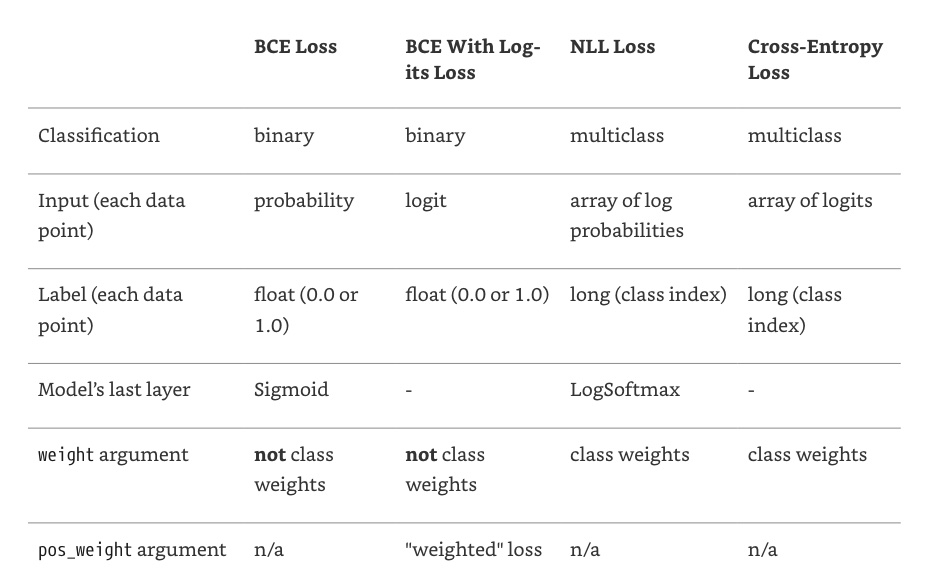 BCE Loss
BCE With Log-
its Loss
NLL Loss
Cross-Entropy
Loss
Classification
binary
binary
multiclass
multiclass
Input (each data
point)
probability
logit
array of log
probabilities
array of logits
Label (each data
point)
float (0.0 or
1.0)
float (0.0 or 1.0)
long (class index)
long (class
index)
Model's last layer
Sigmoid
-
LogSoftmax
-
weight argument
not class
weights
not class
weights
class weights
class weights
pos_weight argument
n/a
"weighted" loss
n/a
n/a